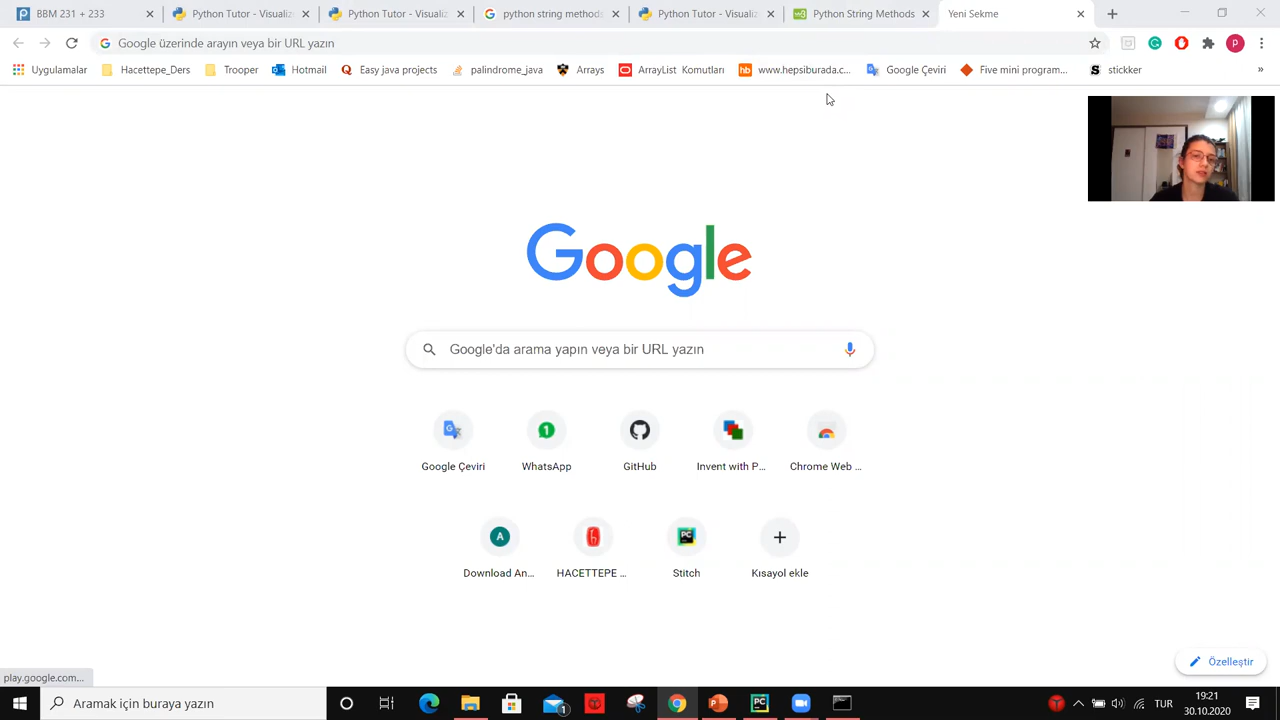 BBM 231 + 233
Python Tutor - Visualiz
Python Tutor - Visualiz
python string methods
Python Tutor - Visualiz
Python String Methods
Yeni Sekme
Google üzerinde arayın veya bir URL yazın
P
Uygulamalar
Hacettepe_Ders
Trooper
Hotmail
Easy java projects
palindrome_java
Arrays
ArrayList Komutları
www.hepsiburada.c...
Google Çeviri
Five mini program...
stickker
»
Google
Google'da arama yapın veya bir URL yazın
Google Çeviri
WhatsApp
GitHub
Invent with P...
Chrome Web ...
Download An...
HACETTEPE ...
Stitch
Kısayol ekle
play.google.com...
Özelleştir
Aramak için buraya yazın
TUR
19:21
30.10.2020